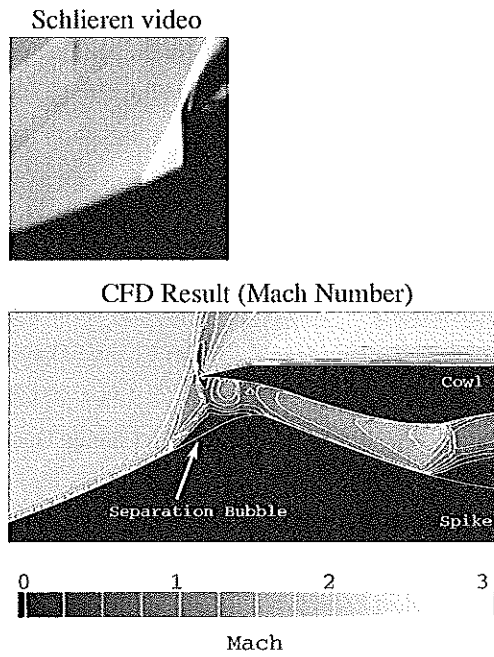 Schlieren video
CFD Result (Mach Number)
Cowl
Separation Bubble
Spike
0 1 2 3
Mach